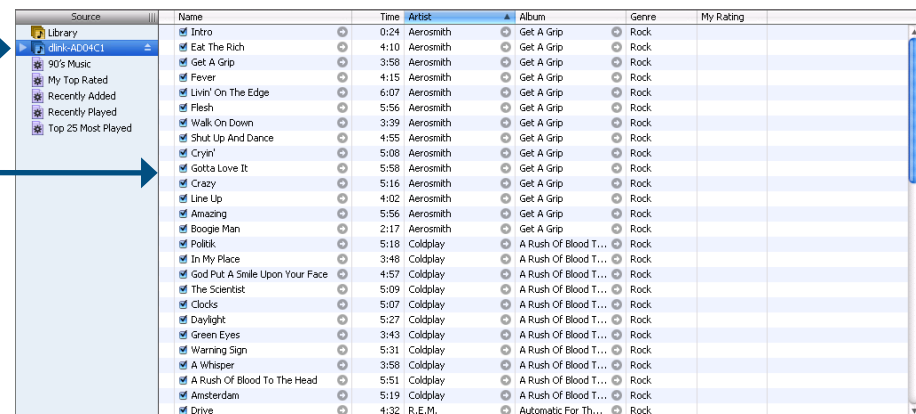 Source Name Time Artist Album Genre My Rating
Library Intro 0:24 Aerosmith Get A Grip Rock
dlink-AD04C1 Eat The Rich 4:10 Aerosmith Get A Grip Rock
90's Music Get A Grip 3:58 Aerosmith Get A Grip Rock
My Top Rated Fever 4:15 Aerosmith Get A Grip Rock
Recently Added Livin' On The Edge 6:07 Aerosmith Get A Grip Rock
Recently Played Flesh 5:56 Aerosmith Get A Grip Rock
Top 25 Most Played Walk On Down 3:39 Aerosmith Get A Grip Rock
Shut Up And Dance 4:55 Aerosmith Get A Grip Rock
Cryin' 5:08 Aerosmith Get A Grip Rock
Gotta Love It 5:58 Aerosmith Get A Grip Rock
Crazy 5:16 Aerosmith Get A Grip Rock
Line Up 4:02 Aerosmith Get A Grip Rock
Amazing 5:56 Aerosmith Get A Grip Rock
Boogie Man 2:17 Aerosmith Get A Grip Rock
Politik 5:18 Coldplay A Rush Of Blood T... Rock
In My Place 3:48 Coldplay A Rush Of Blood T... Rock
God Put A Smile Upon Your Face 4:57 Coldplay A Rush Of Blood T... Rock
The Scientist 5:09 Coldplay A Rush Of Blood T... Rock
Clocks 5:07 Coldplay A Rush Of Blood T... Rock
Daylight 5:27 Coldplay A Rush Of Blood T... Rock
Green Eyes 3:43 Coldplay A Rush Of Blood T... Rock
Warning Sign 5:31 Coldplay A Rush Of Blood T... Rock
A Whisper 3:58 Coldplay A Rush Of Blood T... Rock
A Rush Of Blood To The Head 5:51 Coldplay A Rush Of Blood T... Rock
Amsterdam 5:19 Coldplay A Rush Of Blood T... Rock
Drive 4:32 R.E.M. Automatic For Th... Rock